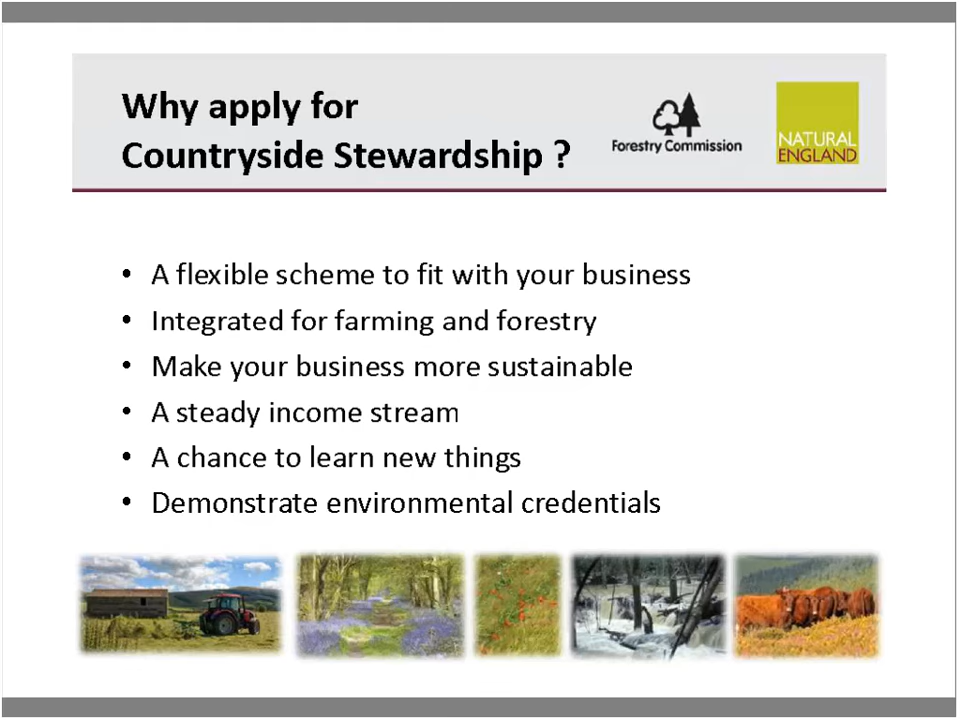 Why apply for
Countryside Stewardship ?
Forestry Commission
NATURAL
ENGLAND
• A flexible scheme to fit with your business
• Integrated for farming and forestry
• Make your business more sustainable
• A steady income stream
• A chance to learn new things
• Demonstrate environmental credentials